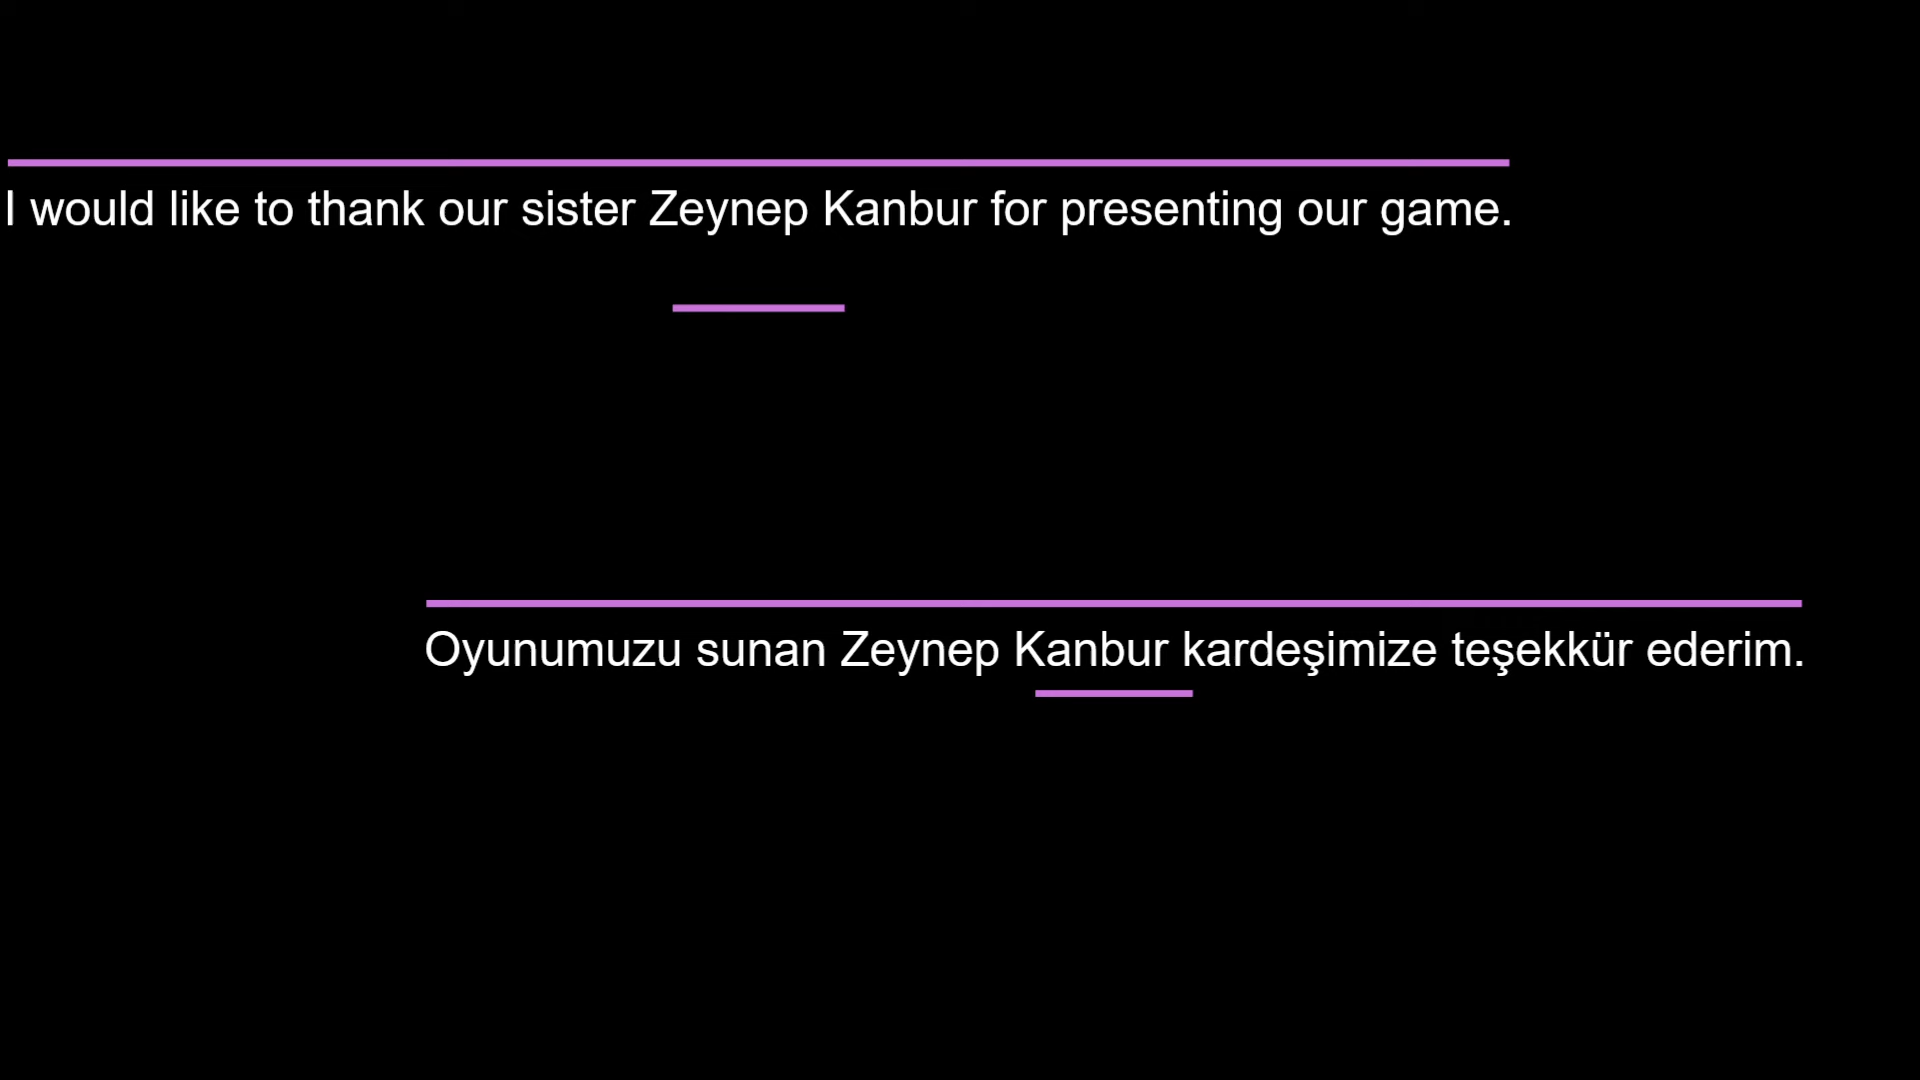 I would like to thank our sister Zeynep Kanbur for presenting our game.
Oyunumuzu sunan Zeynep Kanbur kardeşimize teşekkür ederim.